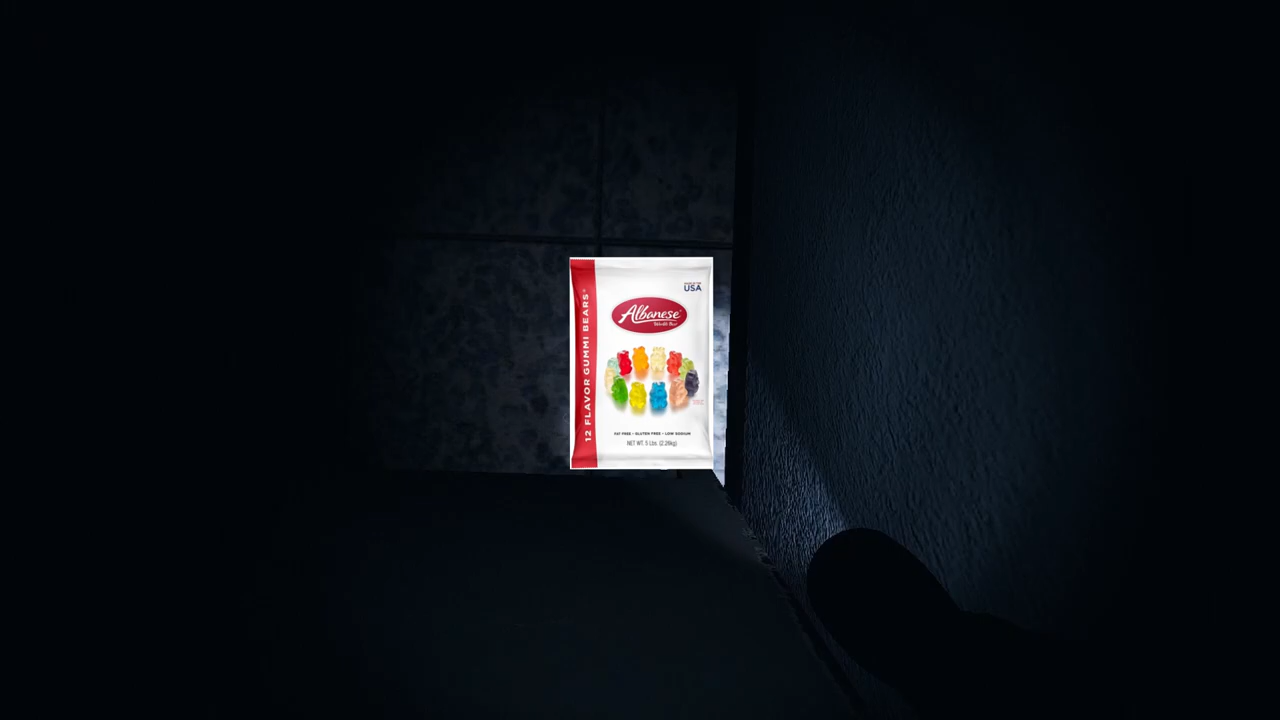 12 FLAVOR GUMMI BEARS®
USA
Albanese
World's Best
FAT FREE • GLUTEN FREE • LOW SODIUM
NET WT. 5 Lbs. (2.26kg)